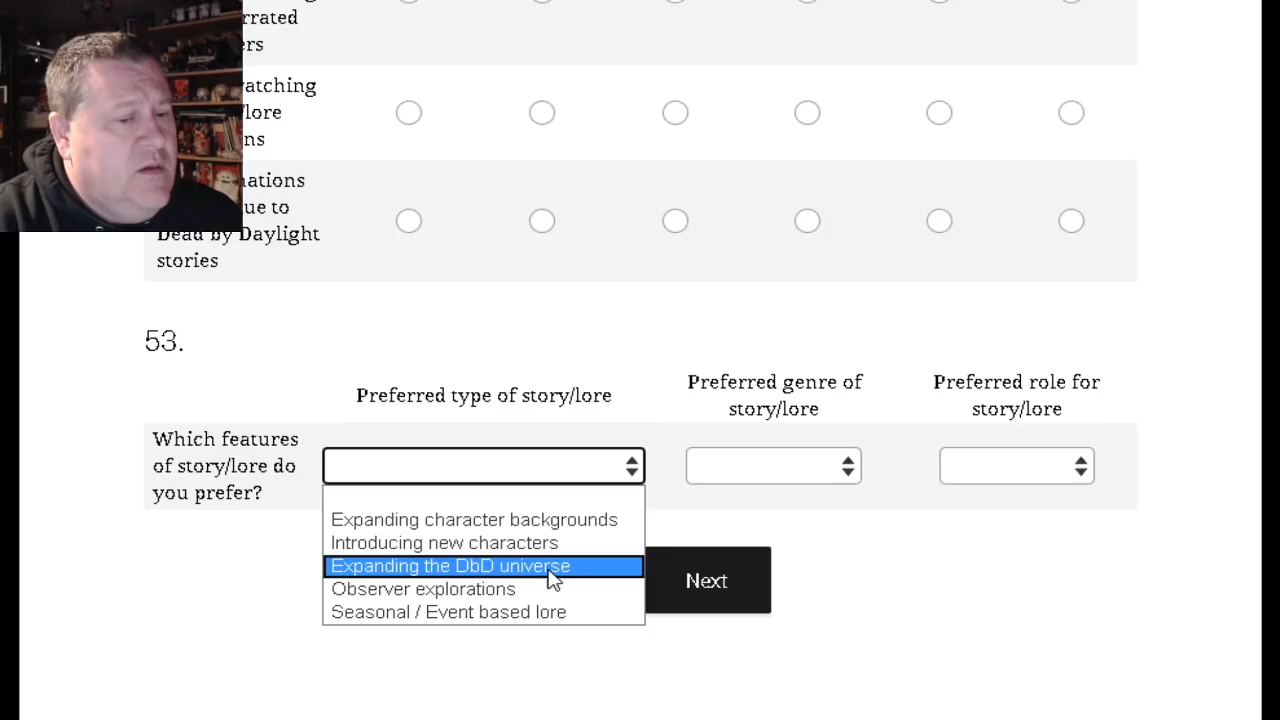 rrated
ers
atching
/lore
ns
nations
ue to
Dead by Daylight
stories
53.
Preferred type of story/lore
Preferred genre of
story/lore
Preferred role for
story/lore
Which features
of story/lore do
you prefer?
Expanding character backgrounds
Introducing new characters
Expanding the DbD universe
Observer explorations
Seasonal / Event based lore
Next